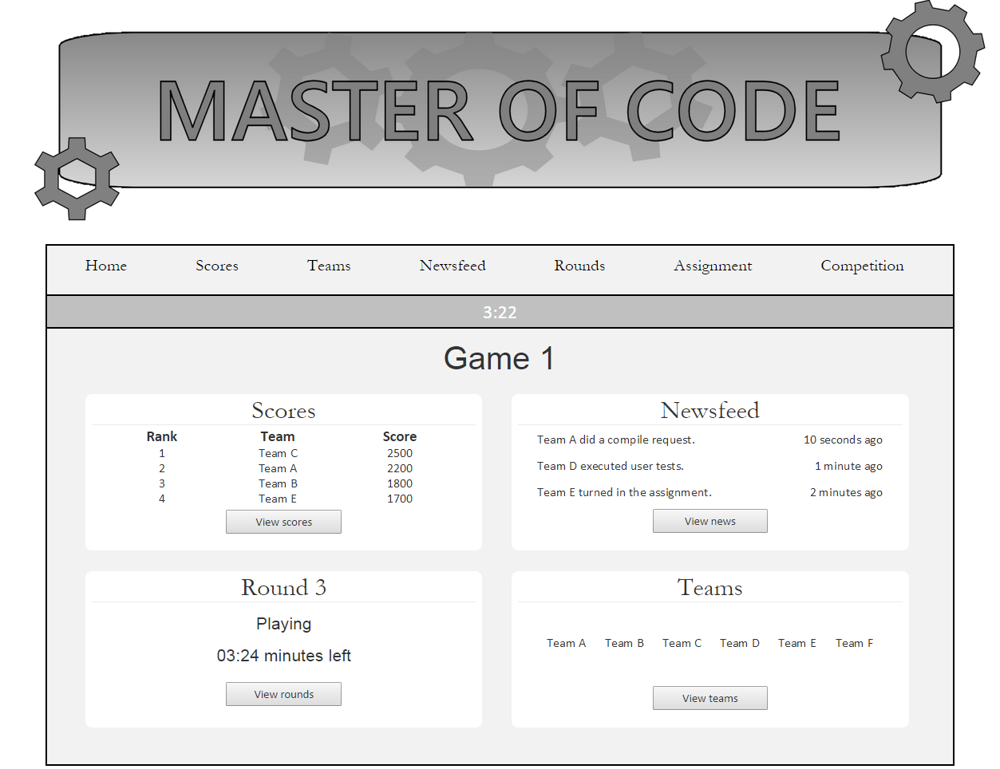 MASTER OF CODE
Home Scores Teams Newsfeed Rounds Assignment Competition
3:22
Game 1
Scores
Rank Team Score
1 Team C 2500
2 Team A 2200
3 Team B 1800
4 Team E 1700
View scores
Newsfeed
Team A did a compile request. 10 seconds ago
Team D executed user tests. 1 minute ago
Team E turned in the assignment. 2 minutes ago
View news
Round 3
Playing
03:24 minutes left
View rounds
Teams
Team A Team B Team C Team D Team E Team F
View teams